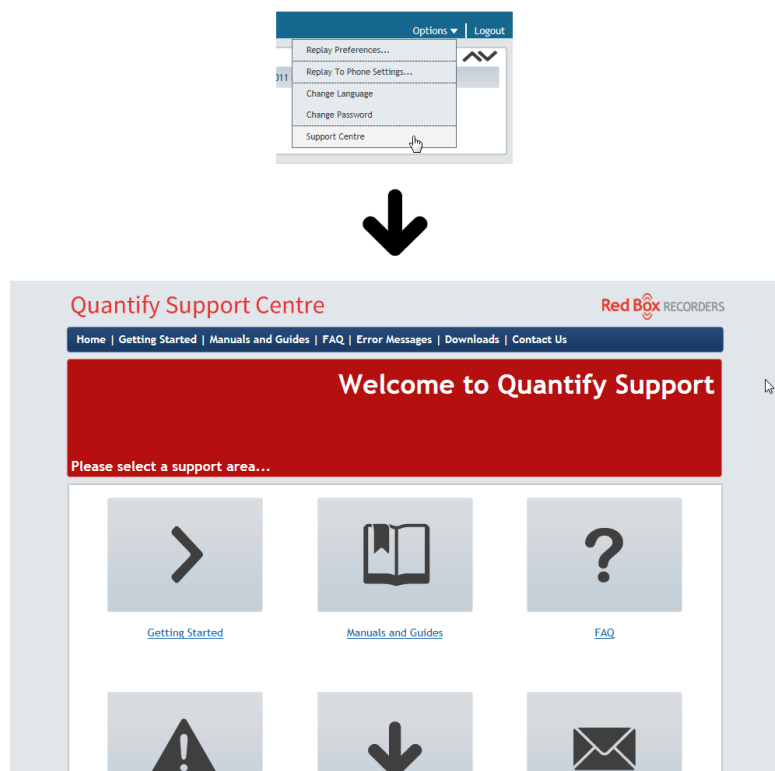 Options ▼ | Logout
Replay Preferences...
011
Replay To Phone Settings...
Change Language
Change Password
Support Centre
Quantify Support Centre
Red Box RECORDERS
Home | Getting Started | Manuals and Guides | FAQ | Error Messages | Downloads | Contact Us
Welcome to Quantify Support
Please select a support area...
Getting Started
Manuals and Guides
FAQ